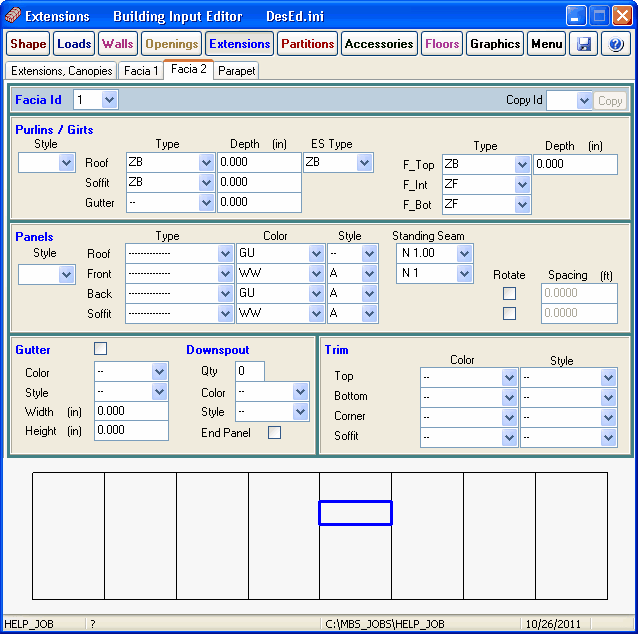 Extensions Building Input Editor DesEd.ini
Shape Loads Walls Openings Extensions Partitions Accessories Floors Graphics Menu ?
Extensions, Canopies Facia 1 Facia 2 Parapet
Facia Id 1 Copy Id Copy
Purlins / Girts
Style Type Depth (in) ES Type Type Depth (in)
Roof ZB 0.000 ZB F_Top ZB 0.000
Soffit ZB 0.000 F_Int ZF
Gutter -- 0.000 F_Bot ZF
Panels Type Color Style Standing Seam
Style Roof ------------- GU -- N 1.00
Front ------------- WW A N 1 Rotate Spacing (ft)
Back ------------- GU A 0.0000
Soffit ------------- WW A 0.0000
Gutter Downspout Trim
Color -- Qty 0 Color Style
Style -- Color -- Top -- --
Width (in) 0.000 Style -- Bottom -- --
Height (in) 0.000 End Panel Corner -- --
Soffit -- --
HELP_JOB ? C:\MBS_JOBS\HELP_JOB 10/26/2011